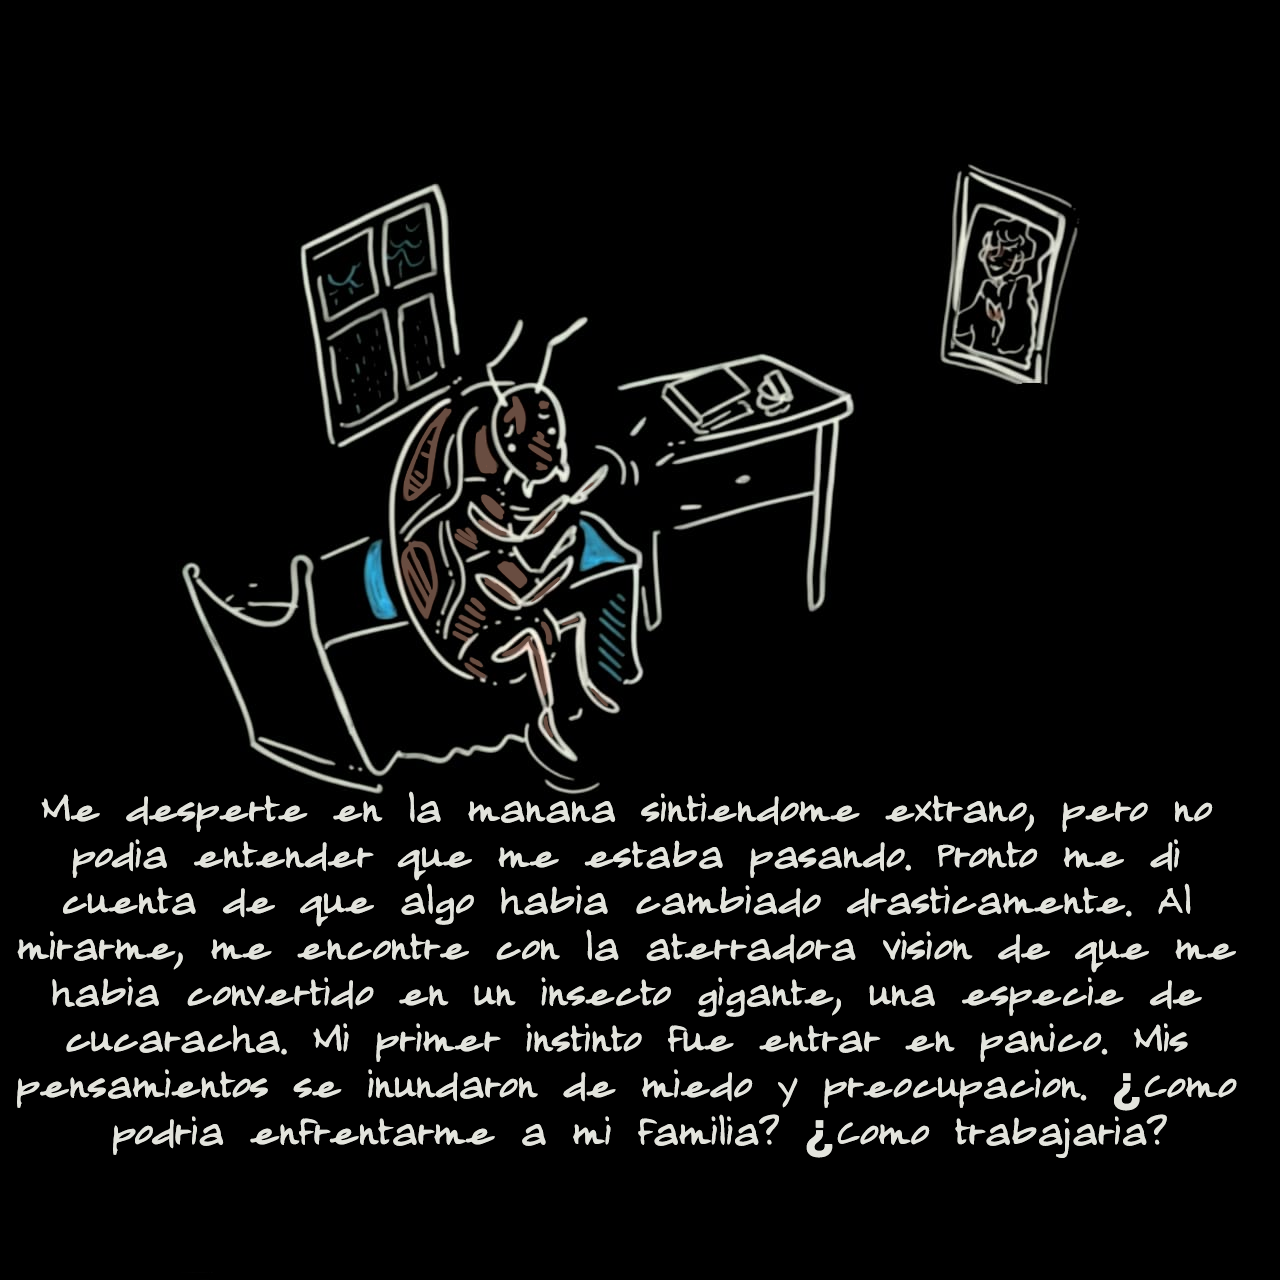 Me desperte en la manana sintiendome extrano, pero no
podia entender que me estaba pasando. Pronto me di
cuenta de que algo habia cambiado drasticamente. Al
mirarme, me encontre con la aterradora vision de que me
habia convertido en un insecto gigante, una especie de
cucaracha. Mi primer instinto fue entrar en panico. Mis
pensamientos se inundaron de miedo y preocupacion. ¿Como
podria enfrentarme a mi familia? ¿Como trabajaria?